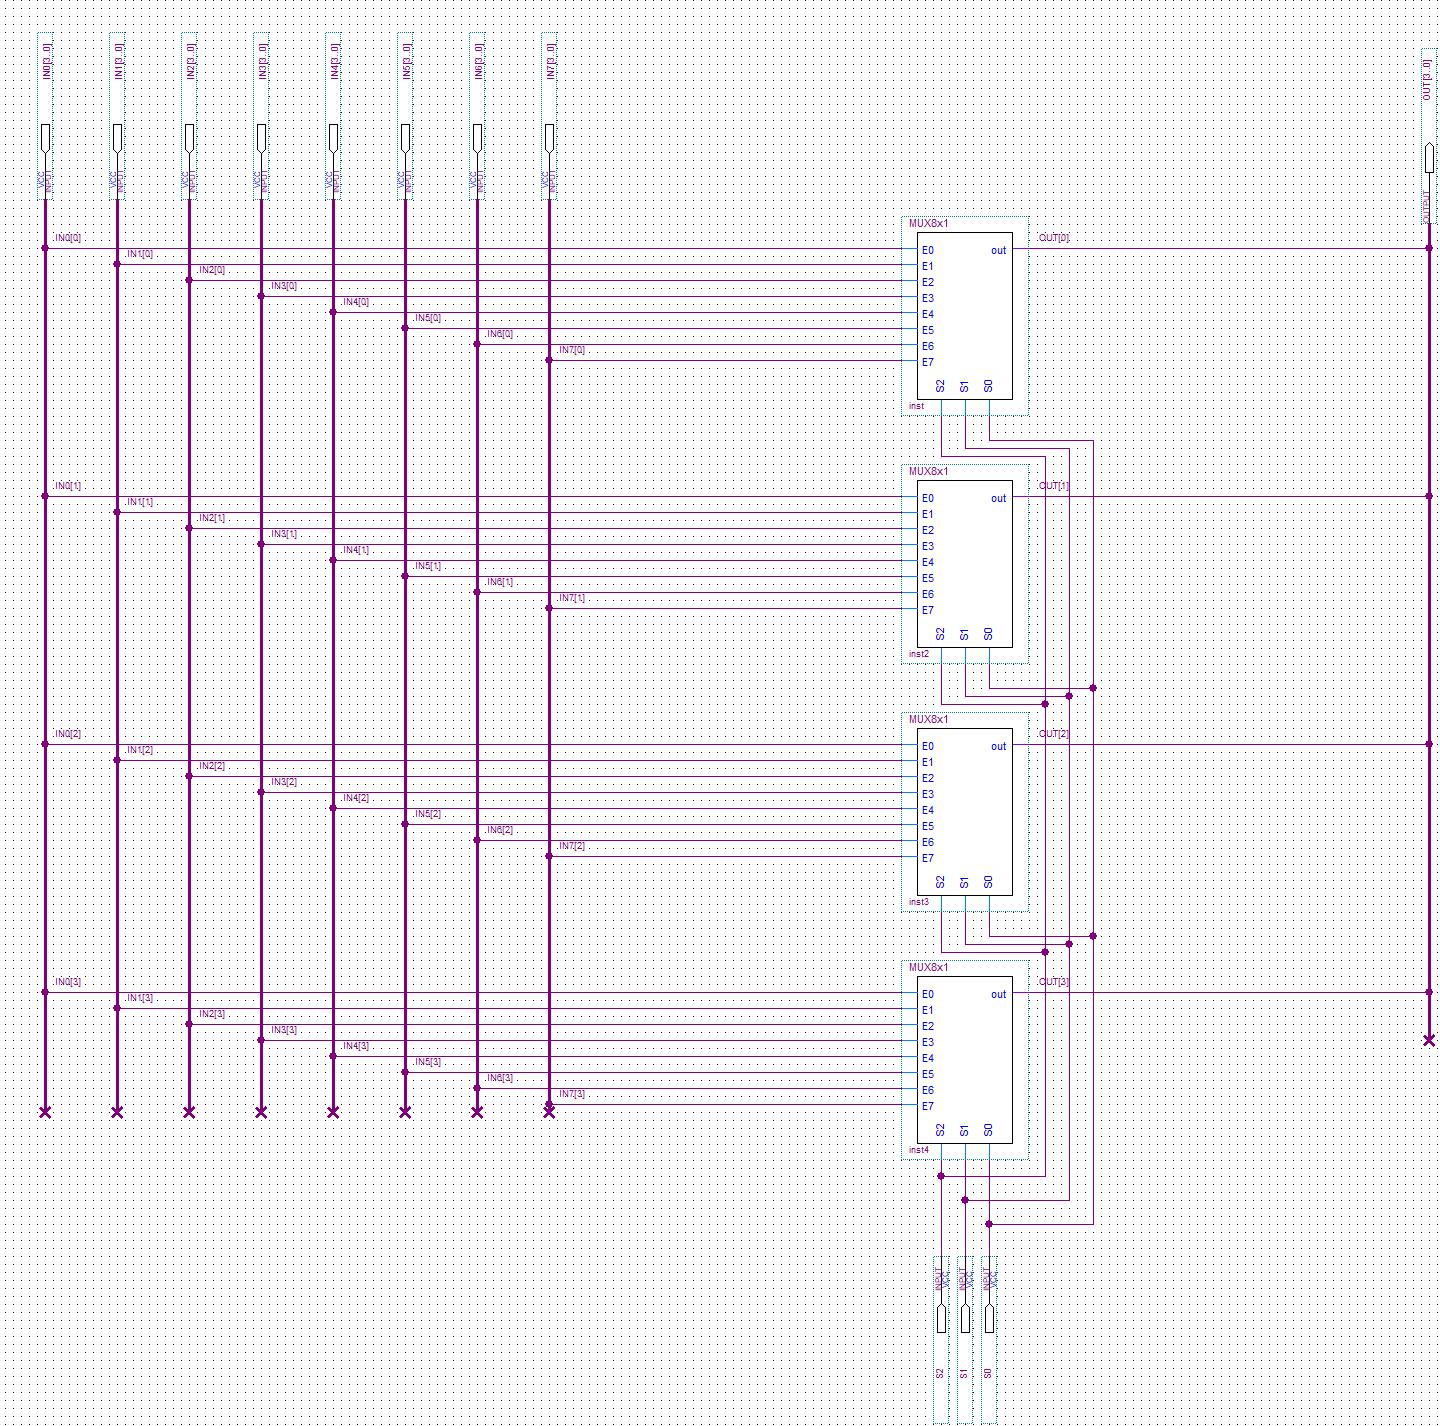 IN0[3..0]
IN1[3..0]
IN2[3..0]
IN3[3..0]
IN4[3..0]
IN5[3..0]
IN6[3..0]
IN7[3..0]
OUT[3..0]
VCC
INPUT
VCC
INPUT
VCC
INPUT
VCC
INPUT
VCC
INPUT
VCC
INPUT
VCC
INPUT
VCC
INPUT
OUTPUT
MUX8x1
IN0[0]
E0
out
OUT[0]
IN1[0]
E1
IN2[0]
E2
IN3[0]
E3
IN4[0]
E4
IN5[0]
E5
IN6[0]
E6
IN7[0]
E7
S2
S1
S0
inst
MUX8x1
IN0[1]
E0
out
OUT[1]
IN1[1]
E1
IN2[1]
E2
IN3[1]
E3
IN4[1]
E4
IN5[1]
E5
IN6[1]
E6
IN7[1]
E7
S2
S1
S0
inst2
MUX8x1
IN0[2]
E0
out
OUT[2]
IN1[2]
E1
IN2[2]
E2
IN3[2]
E3
IN4[2]
E4
IN5[2]
E5
IN6[2]
E6
IN7[2]
E7
S2
S1
S0
inst3
MUX8x1
IN0[3]
E0
out
OUT[3]
IN1[3]
E1
IN2[3]
E2
IN3[3]
E3
IN4[3]
E4
IN5[3]
E5
IN6[3]
E6
IN7[3]
E7
S2
S1
S0
inst4
INPUT
VCC
INPUT
VCC
INPUT
VCC
S2
S1
S0